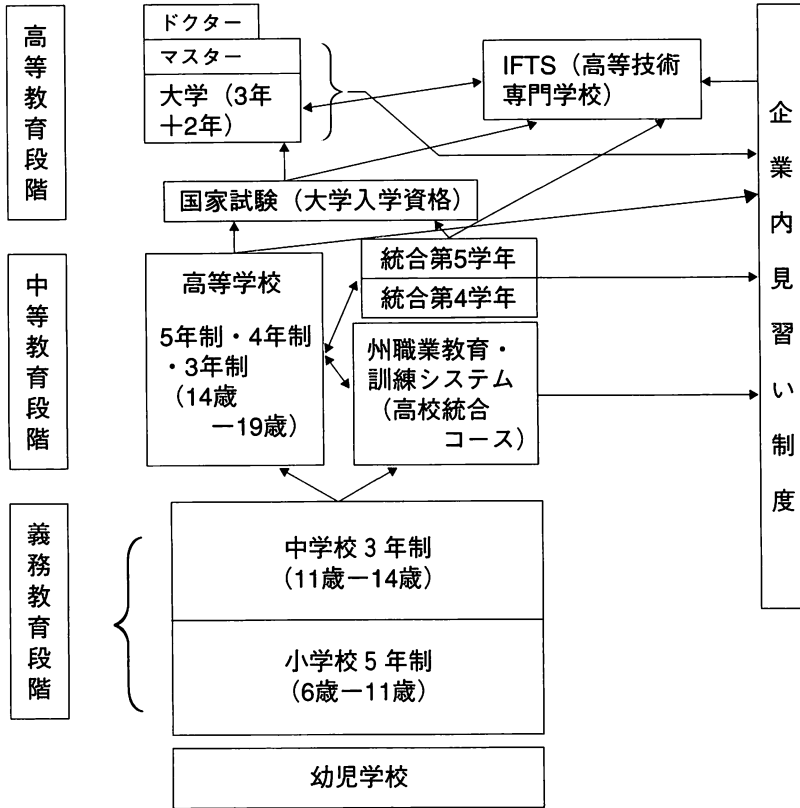 高等教育段階
ドクター
マスター
大学（3年
＋2年）
IFTS（高等技術
専門学校）
企業内見習い制度
国家試験（大学入学資格）
中等教育段階
高等学校
5年制・4年制
・3年制
（14歳
ー19歳）
統合第5学年
統合第4学年
州職業教育・
訓練システム
（高校統合
コース）
義務教育段階
中学校３年制
（11歳ー14歳）
小学校５年制
（6歳ー11歳）
幼児学校